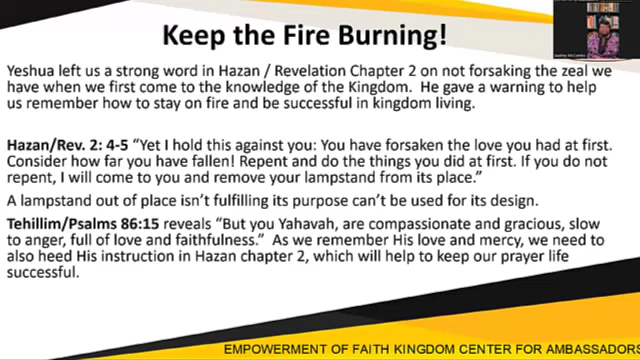 Keep the Fire Burning!
Yeshua left us a strong word in Hazan / Revelation Chapter 2 on not forsaking the zeal we
have when we first come to the knowledge of the Kingdom.  He gave a warning to help
us remember how to stay on fire and be successful in kingdom living.
Hazan/Rev. 2: 4-5 "Yet I hold this against you: You have forsaken the love you had at first.
Consider how far you have fallen! Repent and do the things you did at first. If you do not
repent, I will come to you and remove your lampstand from its place."
A lampstand out of place isn't fulfilling its purpose can't be used for its design.
Tehillim/Psalms 86:15 reveals "But you Yahavah, are compassionate and gracious, slow
to anger, full of love and faithfulness."  As we remember His love and mercy, we need to
also heed His instruction in Hazan chapter 2, which will help to keep our prayer life
successful.
EMPOWERMENT OF FAITH KINGDOM CENTER FOR AMBASSADORS